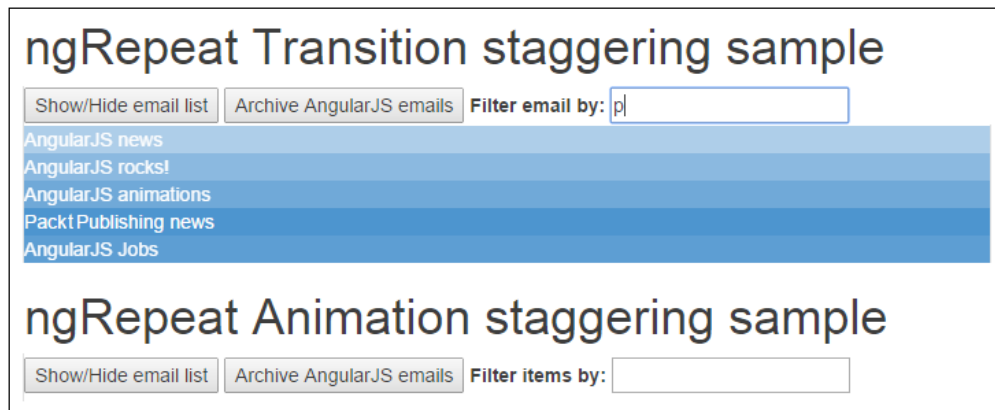 ngRepeat Transition staggering sample
Show/Hide email list Archive AngularJS emails Filter email by: p
AngularJS news
AngularJS rocks!
AngularJS animations
Packt Publishing news
AngularJS Jobs
ngRepeat Animation staggering sample
Show/Hide email list Archive AngularJS emails Filter items by: